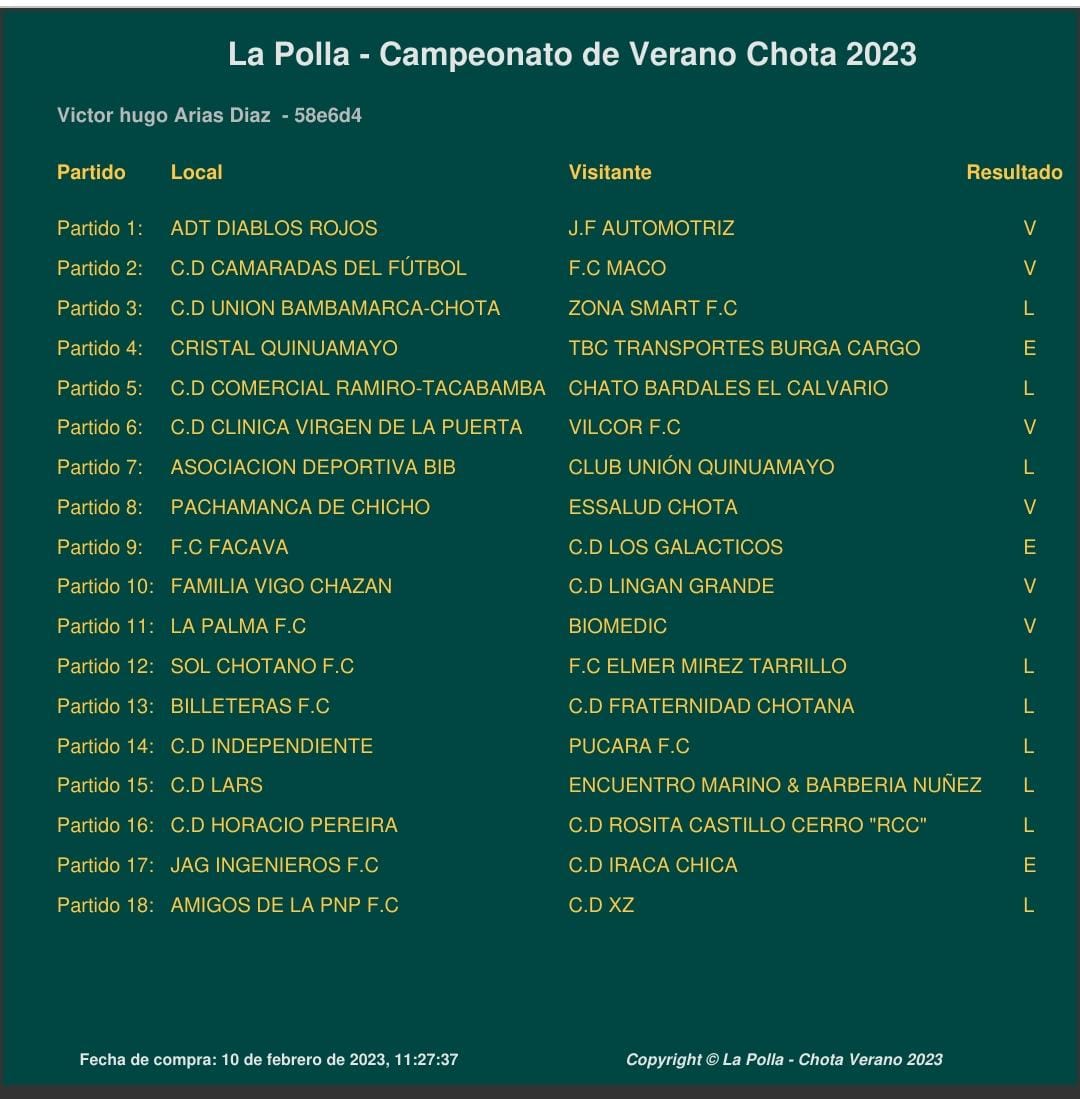 La Polla - Campeonato de Verano Chota 2023
Victor hugo Arias Diaz - 58e6d4
Partido Local Visitante Resultado
Partido 1: ADT DIABLOS ROJOS J.F AUTOMOTRIZ V
Partido 2: C.D CAMARADAS DEL FÚTBOL F.C MACO V
Partido 3: C.D UNION BAMBAMARCA-CHOTA ZONA SMART F.C L
Partido 4: CRISTAL QUINUAMAYO TBC TRANSPORTES BURGA CARGO E
Partido 5: C.D COMERCIAL RAMIRO-TACABAMBA CHATO BARDALES EL CALVARIO L
Partido 6: C.D CLINICA VIRGEN DE LA PUERTA VILCOR F.C V
Partido 7: ASOCIACION DEPORTIVA BIB CLUB UNIÓN QUINUAMAYO L
Partido 8: PACHAMANCA DE CHICHO ESSALUD CHOTA V
Partido 9: F.C FACAVA C.D LOS GALACTICOS E
Partido 10: FAMILIA VIGO CHAZAN C.D LINGAN GRANDE V
Partido 11: LA PALMA F.C BIOMEDIC V
Partido 12: SOL CHOTANO F.C F.C ELMER MIREZ TARRILLO L
Partido 13: BILLETERAS F.C C.D FRATERNIDAD CHOTANA L
Partido 14: C.D INDEPENDIENTE PUCARA F.C L
Partido 15: C.D LARS ENCUENTRO MARINO & BARBERIA NUÑEZ L
Partido 16: C.D HORACIO PEREIRA C.D ROSITA CASTILLO CERRO "RCC" L
Partido 17: JAG INGENIEROS F.C C.D IRACA CHICA E
Partido 18: AMIGOS DE LA PNP F.C C.D XZ L
Fecha de compra: 10 de febrero de 2023, 11:27:37 Copyright © La Polla - Chota Verano 2023